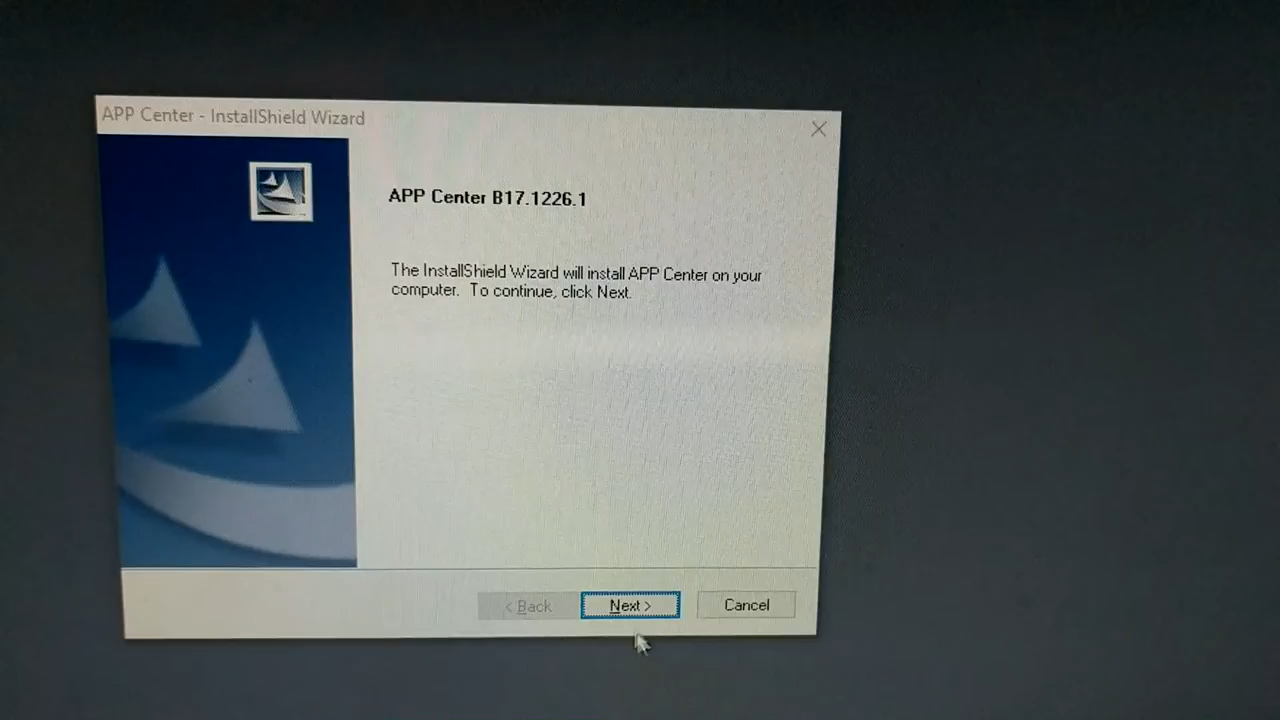 APP Center - InstallShield Wizard
APP Center B17.1226.1
The InstallShield Wizard will install APP Center on your
computer. To continue, click Next.
< Back
Next >
Cancel